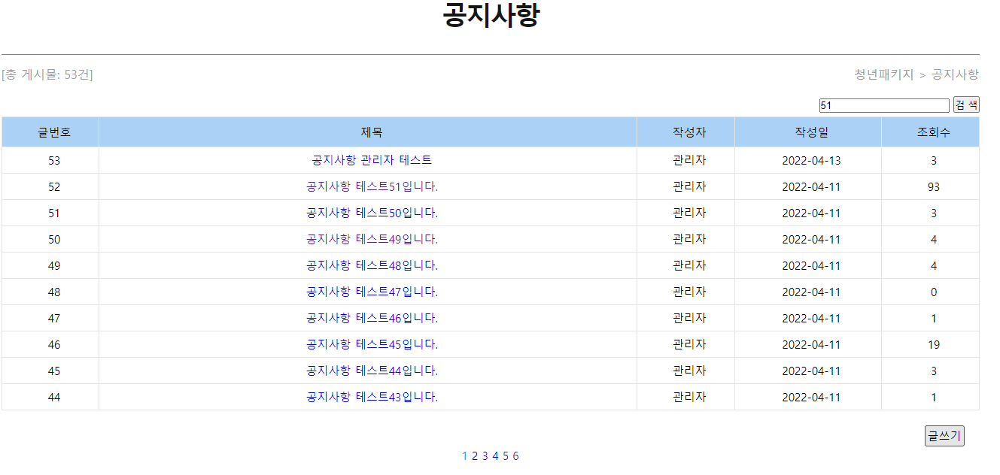 공지사항
[총 게시물: 53건] 청년패키지 > 공지사항
51 검 색
글번호 제목 작성자 작성일 조회수
53 공지사항 관리자 테스트 관리자 2022-04-13 3
52 공지사항 테스트51입니다. 관리자 2022-04-11 93
51 공지사항 테스트50입니다. 관리자 2022-04-11 3
50 공지사항 테스트49입니다. 관리자 2022-04-11 4
49 공지사항 테스트48입니다. 관리자 2022-04-11 4
48 공지사항 테스트47입니다. 관리자 2022-04-11 0
47 공지사항 테스트46입니다. 관리자 2022-04-11 1
46 공지사항 테스트45입니다. 관리자 2022-04-11 19
45 공지사항 테스트44입니다. 관리자 2022-04-11 3
44 공지사항 테스트43입니다. 관리자 2022-04-11 1
글쓰기
1 2 3 4 5 6